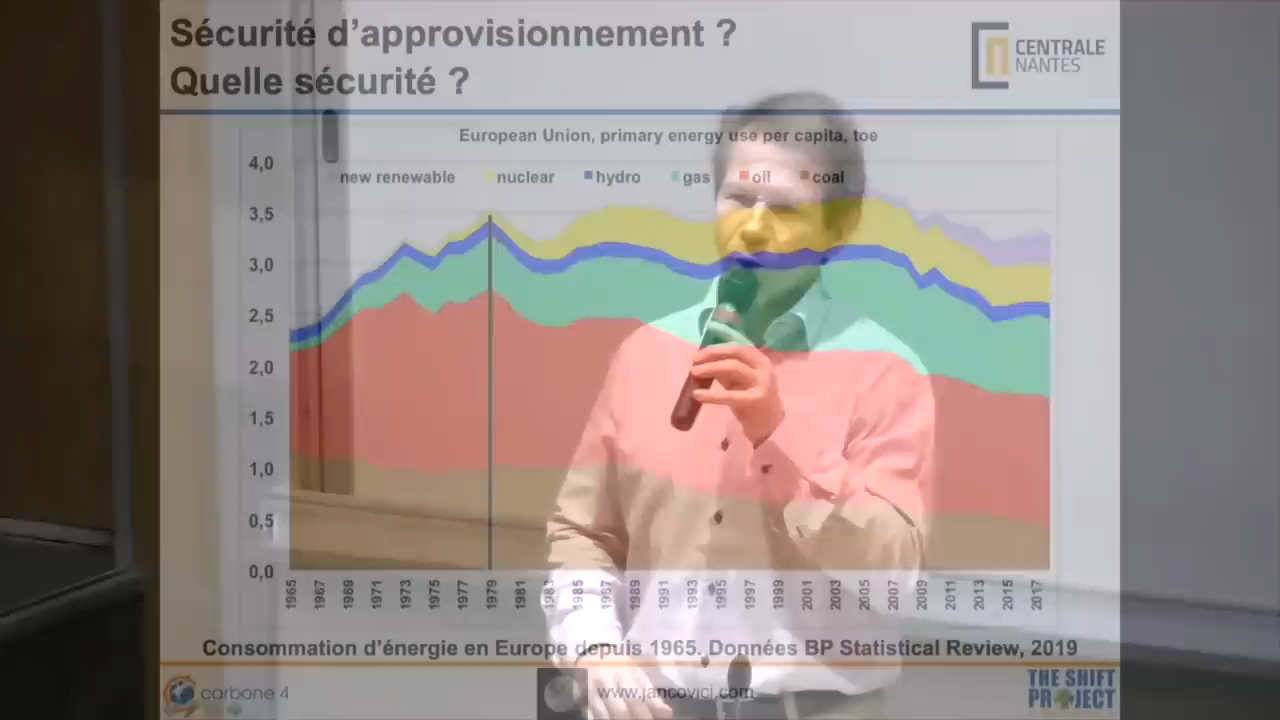 Sécurité d'approvisionnement ?
Quelle sécurité ?
CENTRALE
NANTES
European Union, primary energy use per capita, toe
new renewable nuclear hydro gas oil coal
4,0
3,5
3,0
2,5
2,0
1,5
1,0
0,5
0,0
1965 1967 1969 1971 1973 1975 1977 1979 1981 1983 1985 1987 1989 1991 1993 1995 1997 1999 2001 2003 2005 2007 2009 2011 2013 2015 2017
Consommation d'énergie en Europe depuis 1965. Données BP Statistical Review, 2019
carbone 4
www.jancovici.com
THE SHIFT
PROJECT